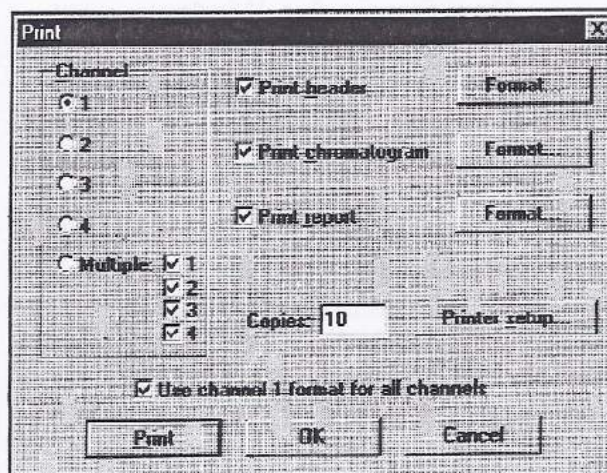 Print
Channel
1
2
3
4
Multiple: 1
2
3
4
Print header Format...
Print chromatogram Format...
Print report Format...
Copies: 10 Printer setup...
Use channel 1 format for all channels
Print OK Cancel